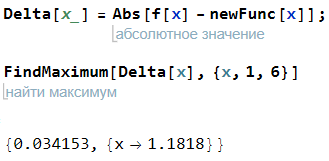 Delta[x_] = Abs[f[x] - newFunc[x]];
абсолютное значение
FindMaximum[Delta[x], {x, 1, 6}]
найти максимум
{0.034153, {x → 1.1818}}